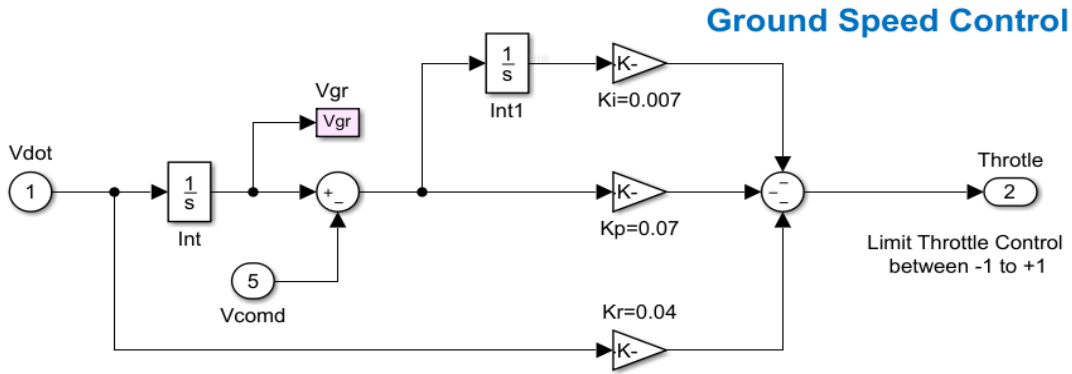 Ground Speed Control
1
s
Int1
-K-
Ki=0.007
Vgr
Vgr
Vdot
1
1
s
Int
+
−
-K-
Kp=0.07
−
−
−
Throtle
2
5
Vcomd
Limit Throttle Control
between -1 to +1
Kr=0.04
-K-